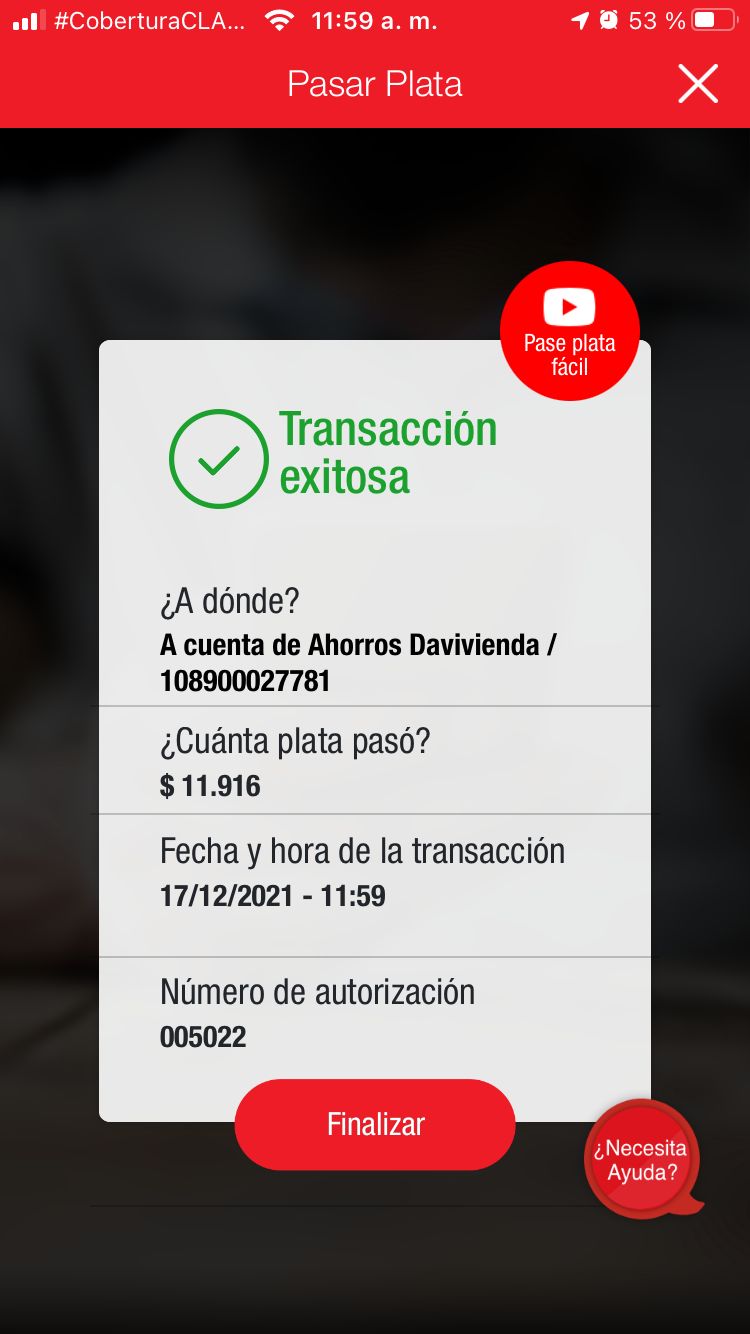 #CoberturaCLA... 11:59 a. m. 53 %
Pasar Plata
Pase plata
fácil
Transacción
exitosa
¿A dónde?
A cuenta de Ahorros Davivienda /
108900027781
¿Cuánta plata pasó?
$ 11.916
Fecha y hora de la transacción
17/12/2021 - 11:59
Número de autorización
005022
Finalizar
¿Necesita
Ayuda?